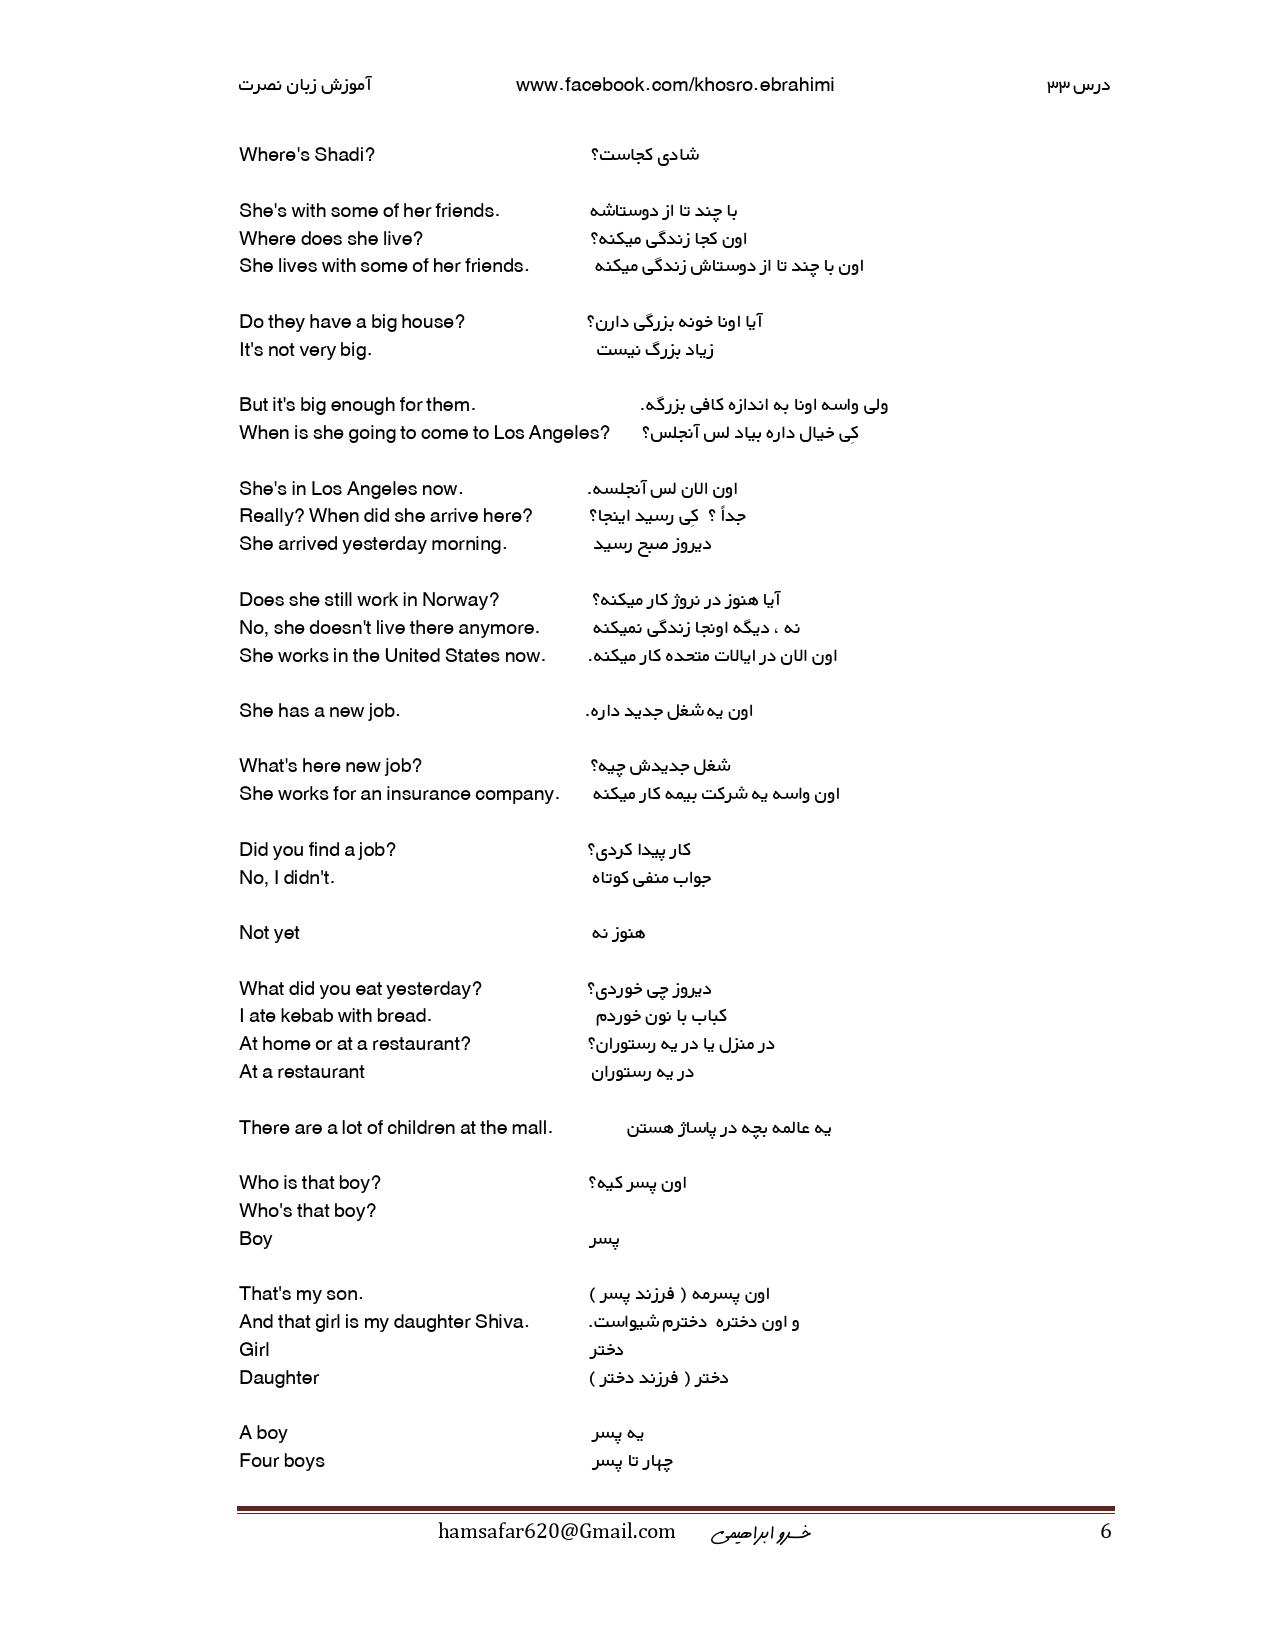 آموزش زبان نصرت www.facebook.com/khosro.ebrahimi درس ۳۳
Where's Shadi? شادی کجاست؟
She's with some of her friends. با چند تا از دوستاشه
Where does she live? اون کجا زندگی میکنه؟
She lives with some of her friends. اون با چند تا از دوستاش زندگی میکنه
Do they have a big house? آیا اونا خونه بزرگی دارن؟
It's not very big. زیاد بزرگ نیست
But it's big enough for them. ولی واسه اونا به اندازه کافی بزرگه.
When is she going to come to Los Angeles? کِی خیال داره بیاد لس آنجلس؟
She's in Los Angeles now. اون الان لس آنجلسه.
Really? When did she arrive here? جداً ؟ کِی رسید اینجا؟
She arrived yesterday morning. دیروز صبح رسید
Does she still work in Norway? آیا هنوز در نروژ کار میکنه؟
No, she doesn't live there anymore. نه ، دیگه اونجا زندگی نمیکنه
She works in the United States now. اون الان در ایالات متحده کار میکنه.
She has a new job. اون یه شغل جدید داره.
What's here new job? شغل جدیدش چیه؟
She works for an insurance company. اون واسه یه شرکت بیمه کار میکنه
Did you find a job? کار پیدا کردی؟
No, I didn't. جواب منفی کوتاه
Not yet هنوز نه
What did you eat yesterday? دیروز چی خوردی؟
I ate kebab with bread. کباب با نون خوردم
At home or at a restaurant? در منزل یا در یه رستوران؟
At a restaurant در یه رستوران
There are a lot of children at the mall. یه عالمه بچه در پاساژ هستن
Who is that boy? اون پسر کیه؟
Who's that boy?
Boy پسر
That's my son. اون پسرمه ( فرزند پسر )
And that girl is my daughter Shiva. و اون دختره دخترم شیواست.
Girl دختر
Daughter دختر ( فرزند دختر )
A boy یه پسر
Four boys چهار تا پسر
hamsafar620@Gmail.com خسرو ابراهیمی 6